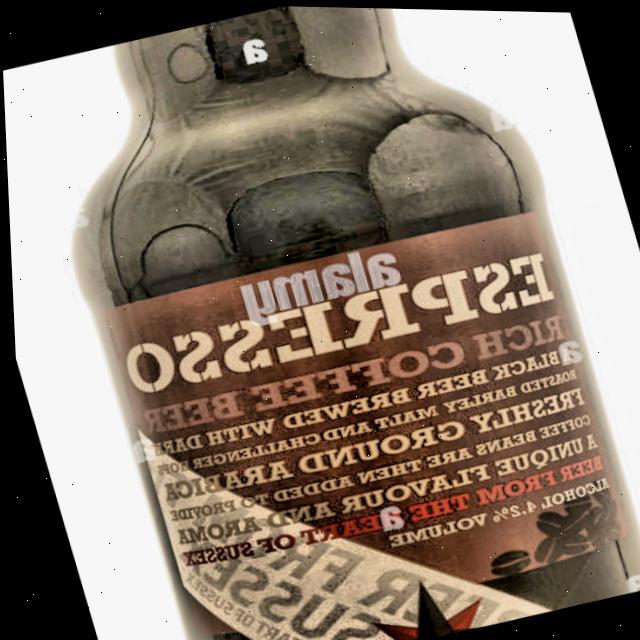 a
alamy
ESPRESSO
RICH COFFEE BEER
BLACK BEER BREWED WITH DARK
ROASTED BARLEY MALT AND CHALLENGER HOPS
FRESHLY GROUND ARABICA
COFFEE BEANS ARE THEN ADDED TO PROVIDE
A UNIQUE FLAVOUR AND AROMA
BEER FROM THE HEART OF SUSSEX
ALCOHOL 4.2% VOLUME
a
a
a